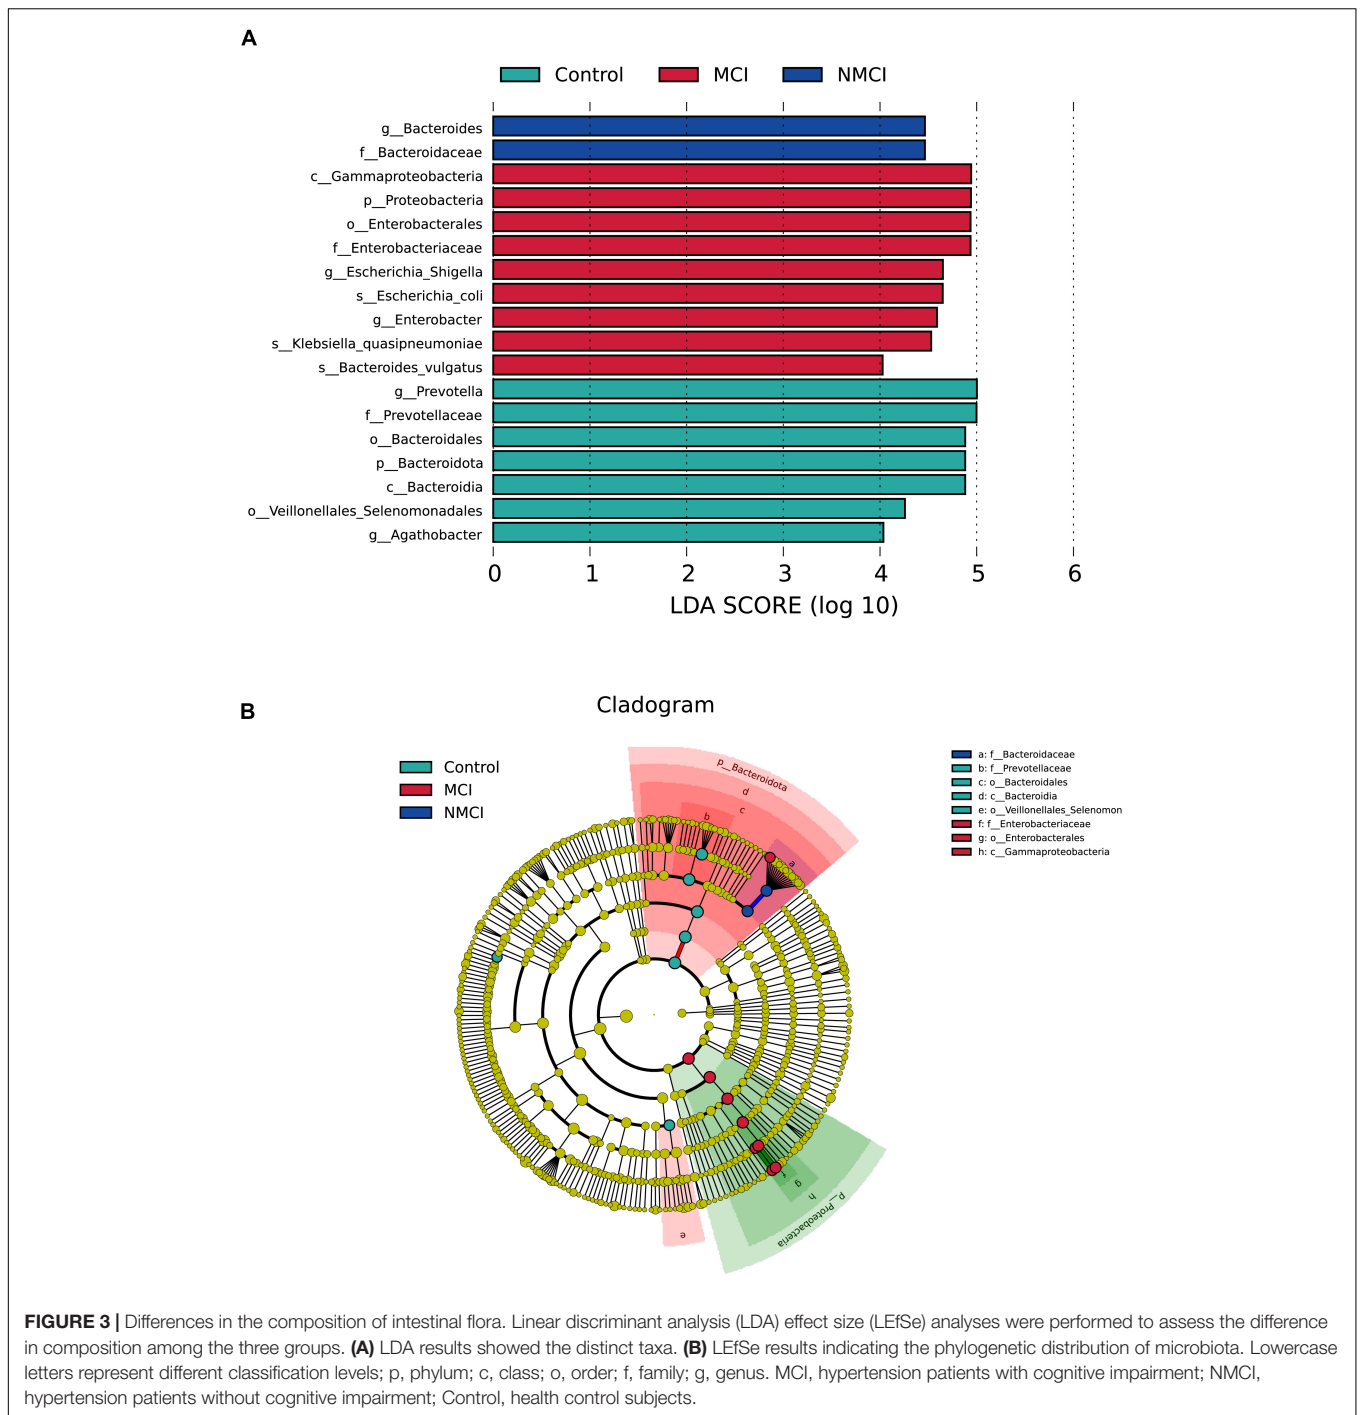 A
Control MCI NMCI
g__Bacteroides
f__Bacteroidaceae
c__Gammaproteobacteria
p__Proteobacteria
o__Enterobacterales
f__Enterobacteriaceae
g__Escherichia_Shigella
s__Escherichia_coli
g__Enterobacter
s__Klebsiella_quasipneumoniae
s__Bacteroides_vulgatus
g__Prevotella
f__Prevotellaceae
o__Bacteroidales
p__Bacteroidota
c__Bacteroidia
o__Veillonellales_Selenomonadales
g__Agathobacter
0 1 2 3 4 5 6
LDA SCORE (log 10)
B
Cladogram
Control
MCI
NMCI
p__Bacteroidota
d
c
b
a
a: f__Bacteroidaceae
b: f__Prevotellaceae
c: o__Bacteroidales
d: c__Bacteroidia
e: o__Veillonellales_Selenomon
f: f__Enterobacteriaceae
g: o__Enterobacterales
h: c__Gammaproteobacteria
f
g
h
p__Proteobacteria
e
FIGURE 3 | Differences in the composition of intestinal flora. Linear discriminant analysis (LDA) effect size (LEfSe) analyses were performed to assess the difference
in composition among the three groups. (A) LDA results showed the distinct taxa. (B) LEfSe results indicating the phylogenetic distribution of microbiota. Lowercase
letters represent different classification levels; p, phylum; c, class; o, order; f, family; g, genus. MCI, hypertension patients with cognitive impairment; NMCI,
hypertension patients without cognitive impairment; Control, health control subjects.